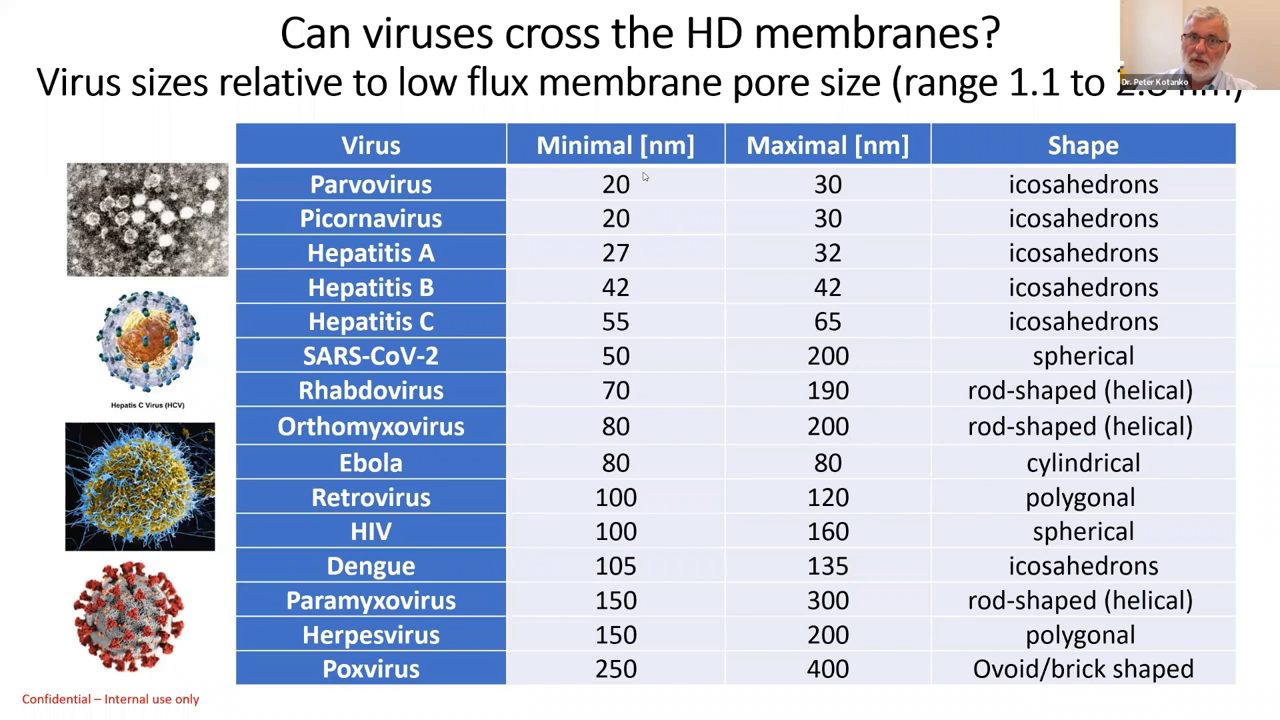 Can viruses cross the HD membranes?
Virus sizes relative to low flux membrane pore size (range 1.1 to
Dr. Peter Kotanko
Virus Minimal [nm] Maximal [nm] Shape
Parvovirus 20 30 icosahedrons
Picornavirus 20 30 icosahedrons
Hepatitis A 27 32 icosahedrons
Hepatitis B 42 42 icosahedrons
Hepatitis C 55 65 icosahedrons
SARS-CoV-2 50 200 spherical
Rhabdovirus 70 190 rod-shaped (helical)
Orthomyxovirus 80 200 rod-shaped (helical)
Ebola 80 80 cylindrical
Retrovirus 100 120 polygonal
HIV 100 160 spherical
Dengue 105 135 icosahedrons
Paramyxovirus 150 300 rod-shaped (helical)
Herpesvirus 150 200 polygonal
Poxvirus 250 400 Ovoid/brick shaped
Hepatis C Virus (HCV)
Confidential – Internal use only